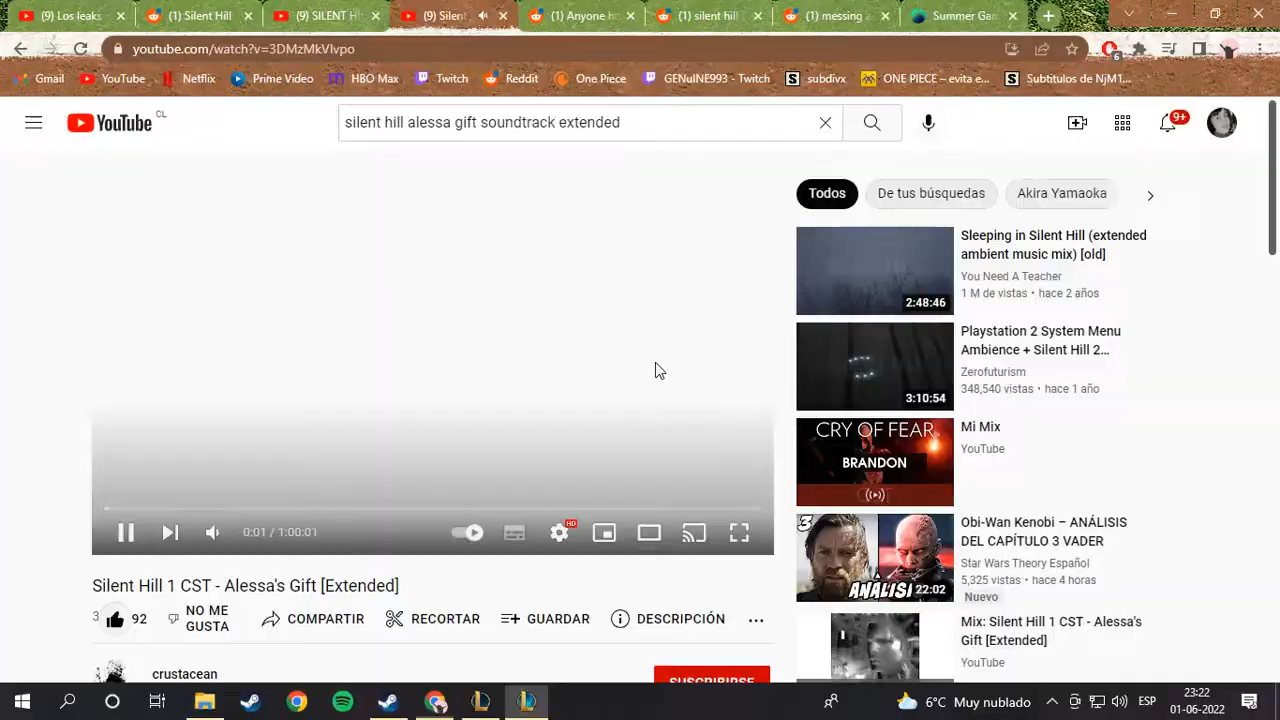 (9) Los leaks
(1) Silent Hill
(9) SILENT H
(9) Silent
(1) Anyone h
(1) silent hill
(1) messing a
Summer Ga
youtube.com/watch?v=3DMzMkVlvpo
6
Gmail
YouTube
Netflix
Prime Video
HBO Max
Twitch
Reddit
One Piece
GENuINE993 - Twitch
subdivx
ONE PIECE – evita e...
Subtitulos de NjM1...
YouTube CL
silent hill alessa gift soundtrack extended
9+
Todos
De tus búsquedas
Akira Yamaoka
Sleeping in Silent Hill (extended
ambient music mix) [old]
You Need A Teacher
1 M de vistas • hace 2 años
2:48:46
Playstation 2 System Menu
Ambience + Silent Hill 2...
Zerofuturism
348,540 vistas • hace 1 año
3:10:54
CRY OF FEAR
BRANDON
Mi Mix
YouTube
3
ANÁLISIS
22:02
Obi-Wan Kenobi – ANÁLISIS
DEL CAPÍTULO 3 VADER
Star Wars Theory Español
5,325 vistas • hace 4 horas
Nuevo
Mix: Silent Hill 1 CST - Alessa's
Gift [Extended]
YouTube
0:01 / 1:00:01
HD
Silent Hill 1 CST - Alessa's Gift [Extended]
3
92
NO ME
GUSTA
COMPARTIR
RECORTAR
GUARDAR
DESCRIPCIÓN
crustacean
SUSCRIBIRSE
6°C Muy nublado
ESP
23:22
01-06-2022